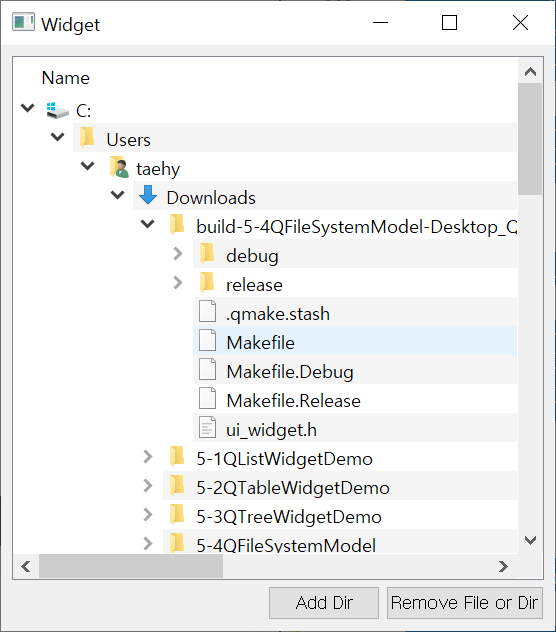 Widget
Name
C:
Users
taehy
Downloads
build-5-4QFileSystemModel-Desktop_Q
debug
release
.qmake.stash
Makefile
Makefile.Debug
Makefile.Release
ui_widget.h
5-1QListWidgetDemo
5-2QTableWidgetDemo
5-3QTreeWidgetDemo
5-4QFileSystemModel
Add Dir
Remove File or Dir